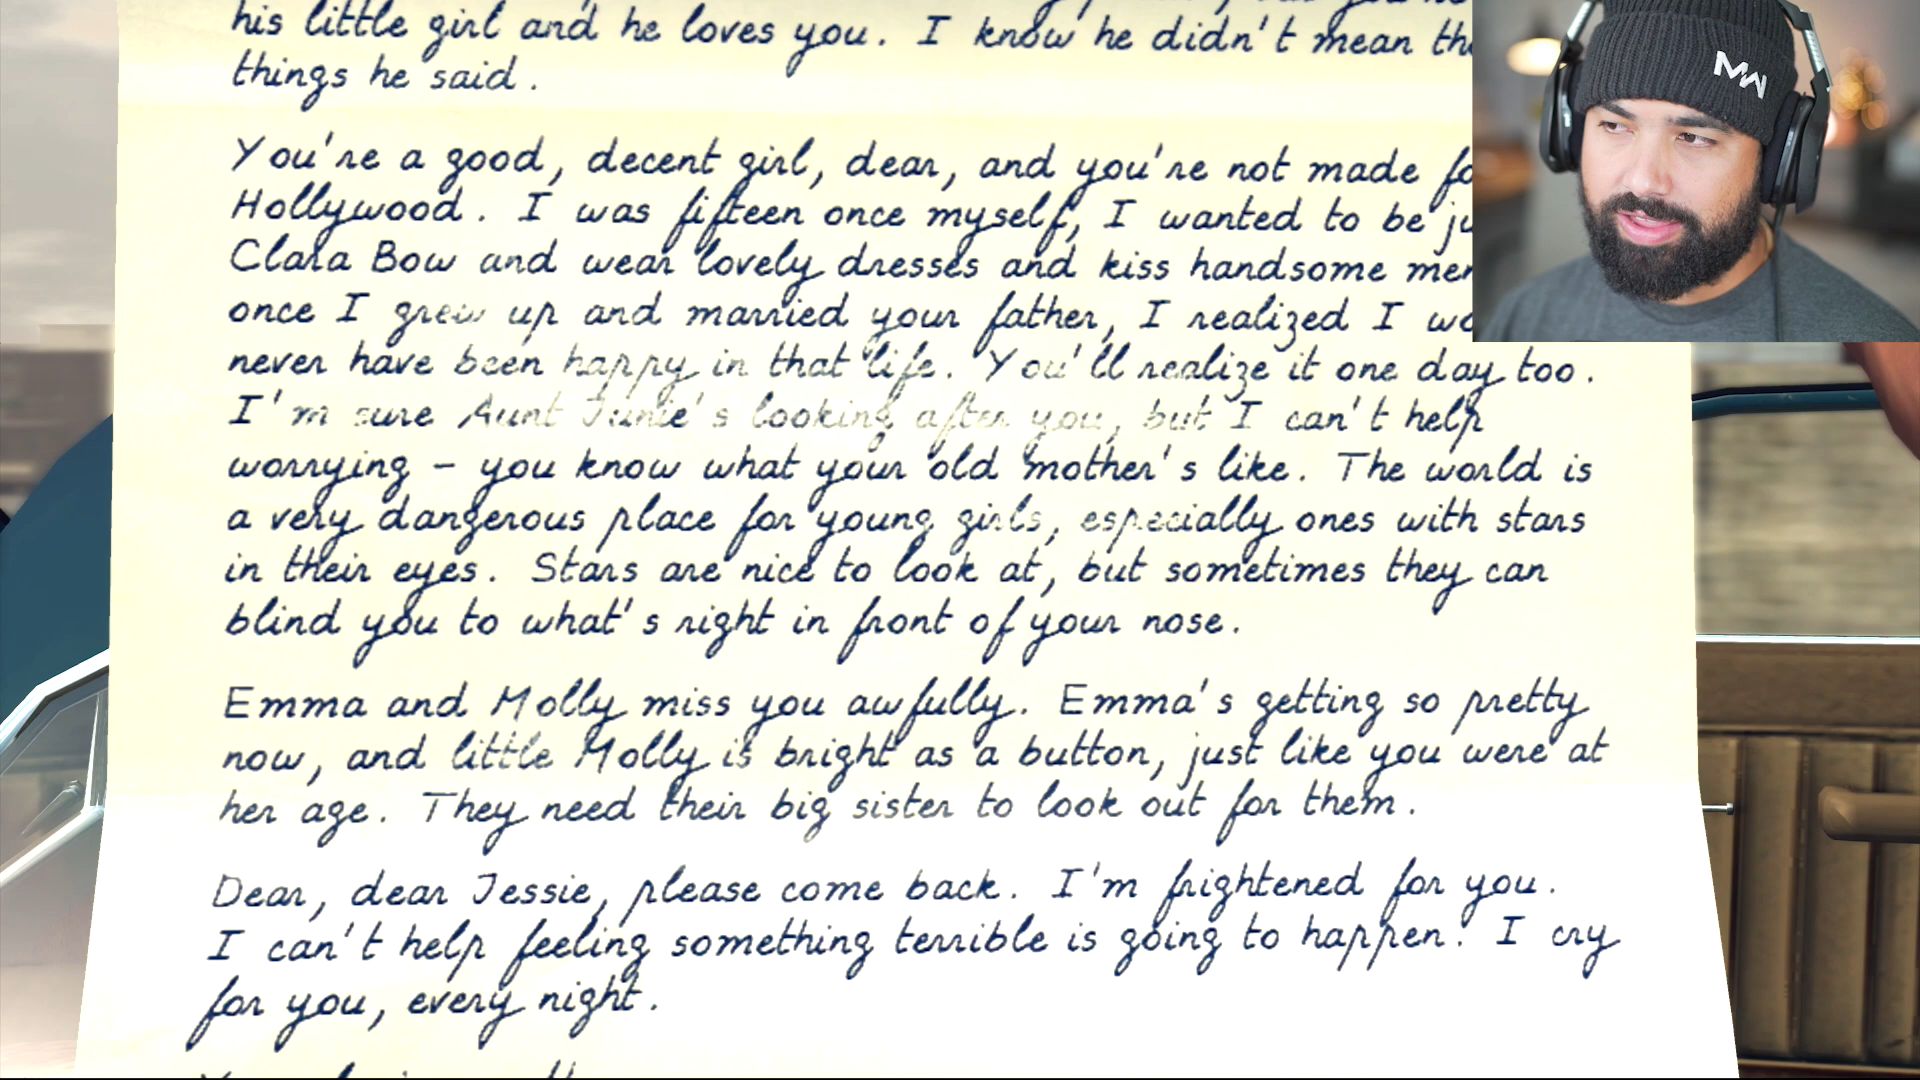 his little girl and he loves you. I know he didn't mean
things he said.
You're a good, decent girl, dear, and you're not made
Hollywood. I was fifteen once myself, I wanted to be
Clara Bow and wear lovely dresses and kiss handsome
once I grew up and married your father, I realized I
never have been happy in that life. You'll realize it one day too.
I'm sure Aunt Junie's looking after you, but I can't help
worrying - you know what your old mother's like. The world is
a very dangerous place for young girls, especially ones with stars
in their eyes. Stars are nice to look at, but sometimes they can
blind you to what's right in front of your nose.
Emma and Molly miss you awfully. Emma's getting so pretty
now, and little Molly is bright as a button, just like you were at
her age. They need their big sister to look out for them.
Dear, dear Jessie, please come back. I'm frightened for you.
I can't help feeling something terrible is going to happen. I cry
for you, every night.
MW